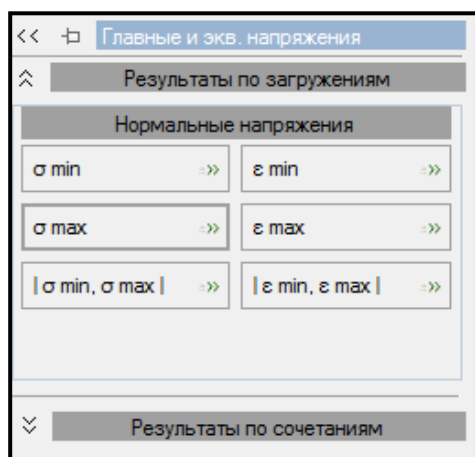 << Главные и экв. напряжения
Результаты по загружениям
Нормальные напряжения
σ min »
ε min »
σ max »
ε max »
| σ min, σ max | »
| ε min, ε max | »
Результаты по сочетаниям